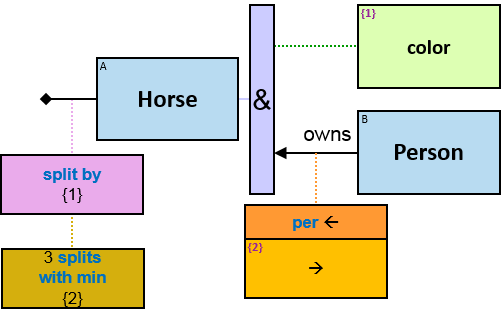 {1}
color
A
Horse
&
owns
B
Person
split by
{1}
per ←
{2}
→
3 splits
with min
{2}